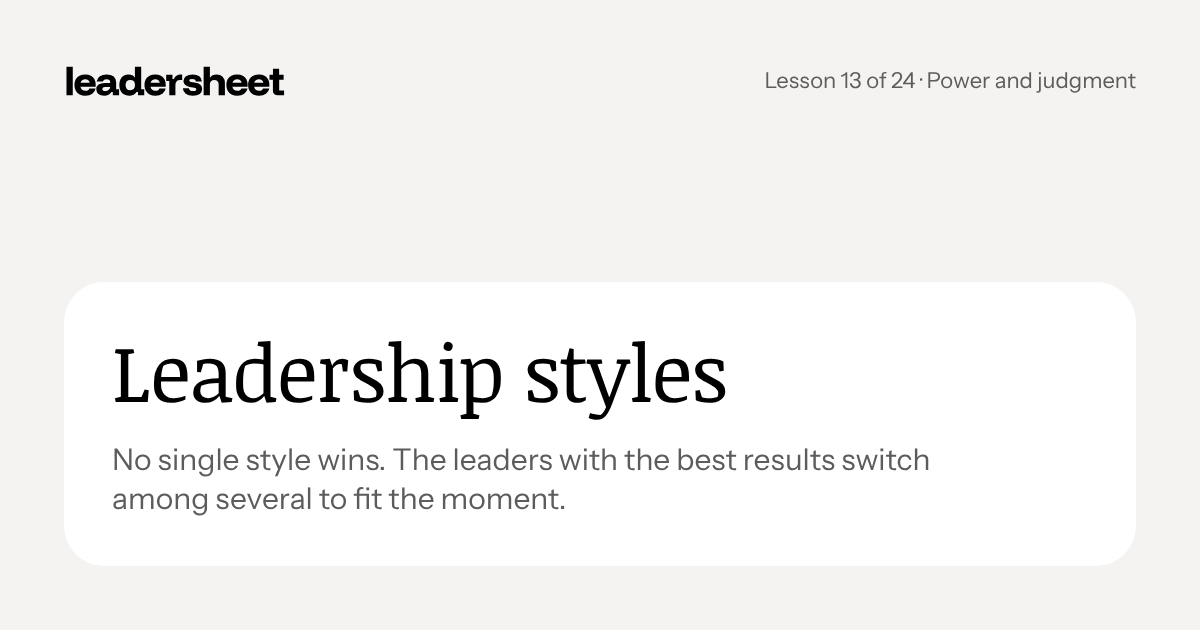 leadersheet
Lesson 13 of 24 · Power and judgment
Leadership styles
No single style wins. The leaders with the best results switch
among several to fit the moment.